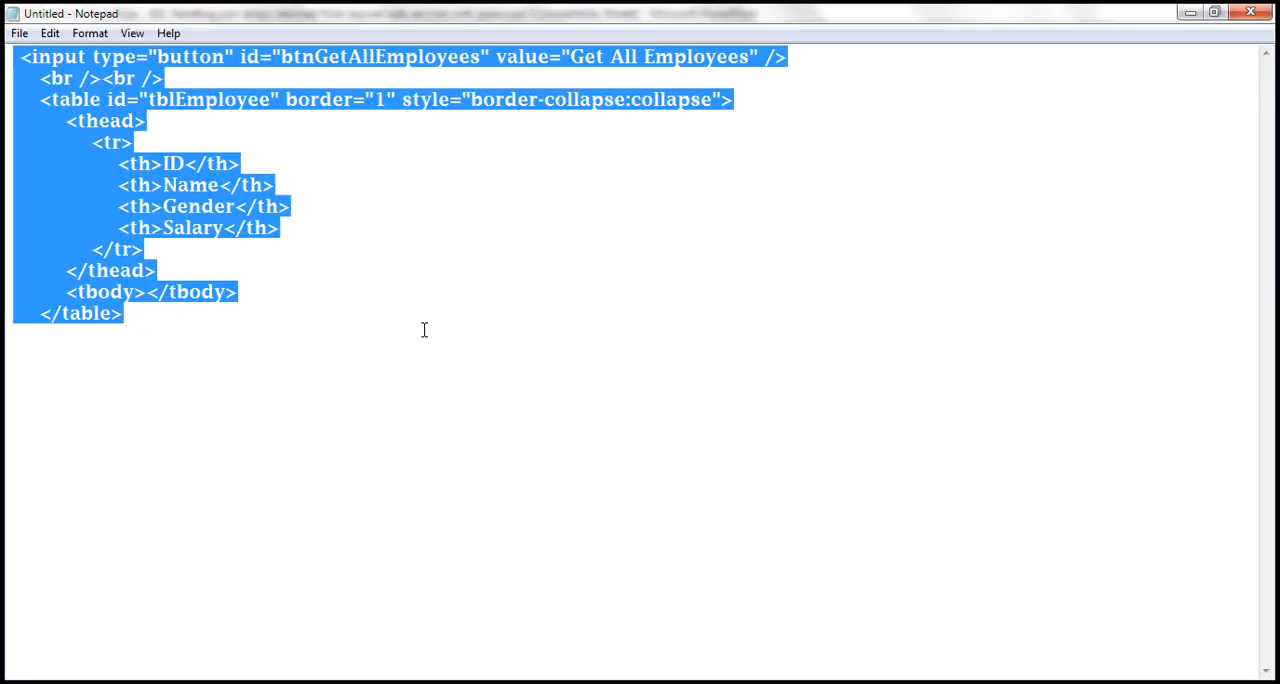 Untitled - Notepad
File Edit Format View Help
<input type="button" id="btnGetAllEmployees" value="Get All Employees" />
<br /><br />
<table id="tblEmployee" border="1" style="border-collapse:collapse">
<thead>
<tr>
<th>ID</th>
<th>Name</th>
<th>Gender</th>
<th>Salary</th>
</tr>
</thead>
<tbody></tbody>
</table>